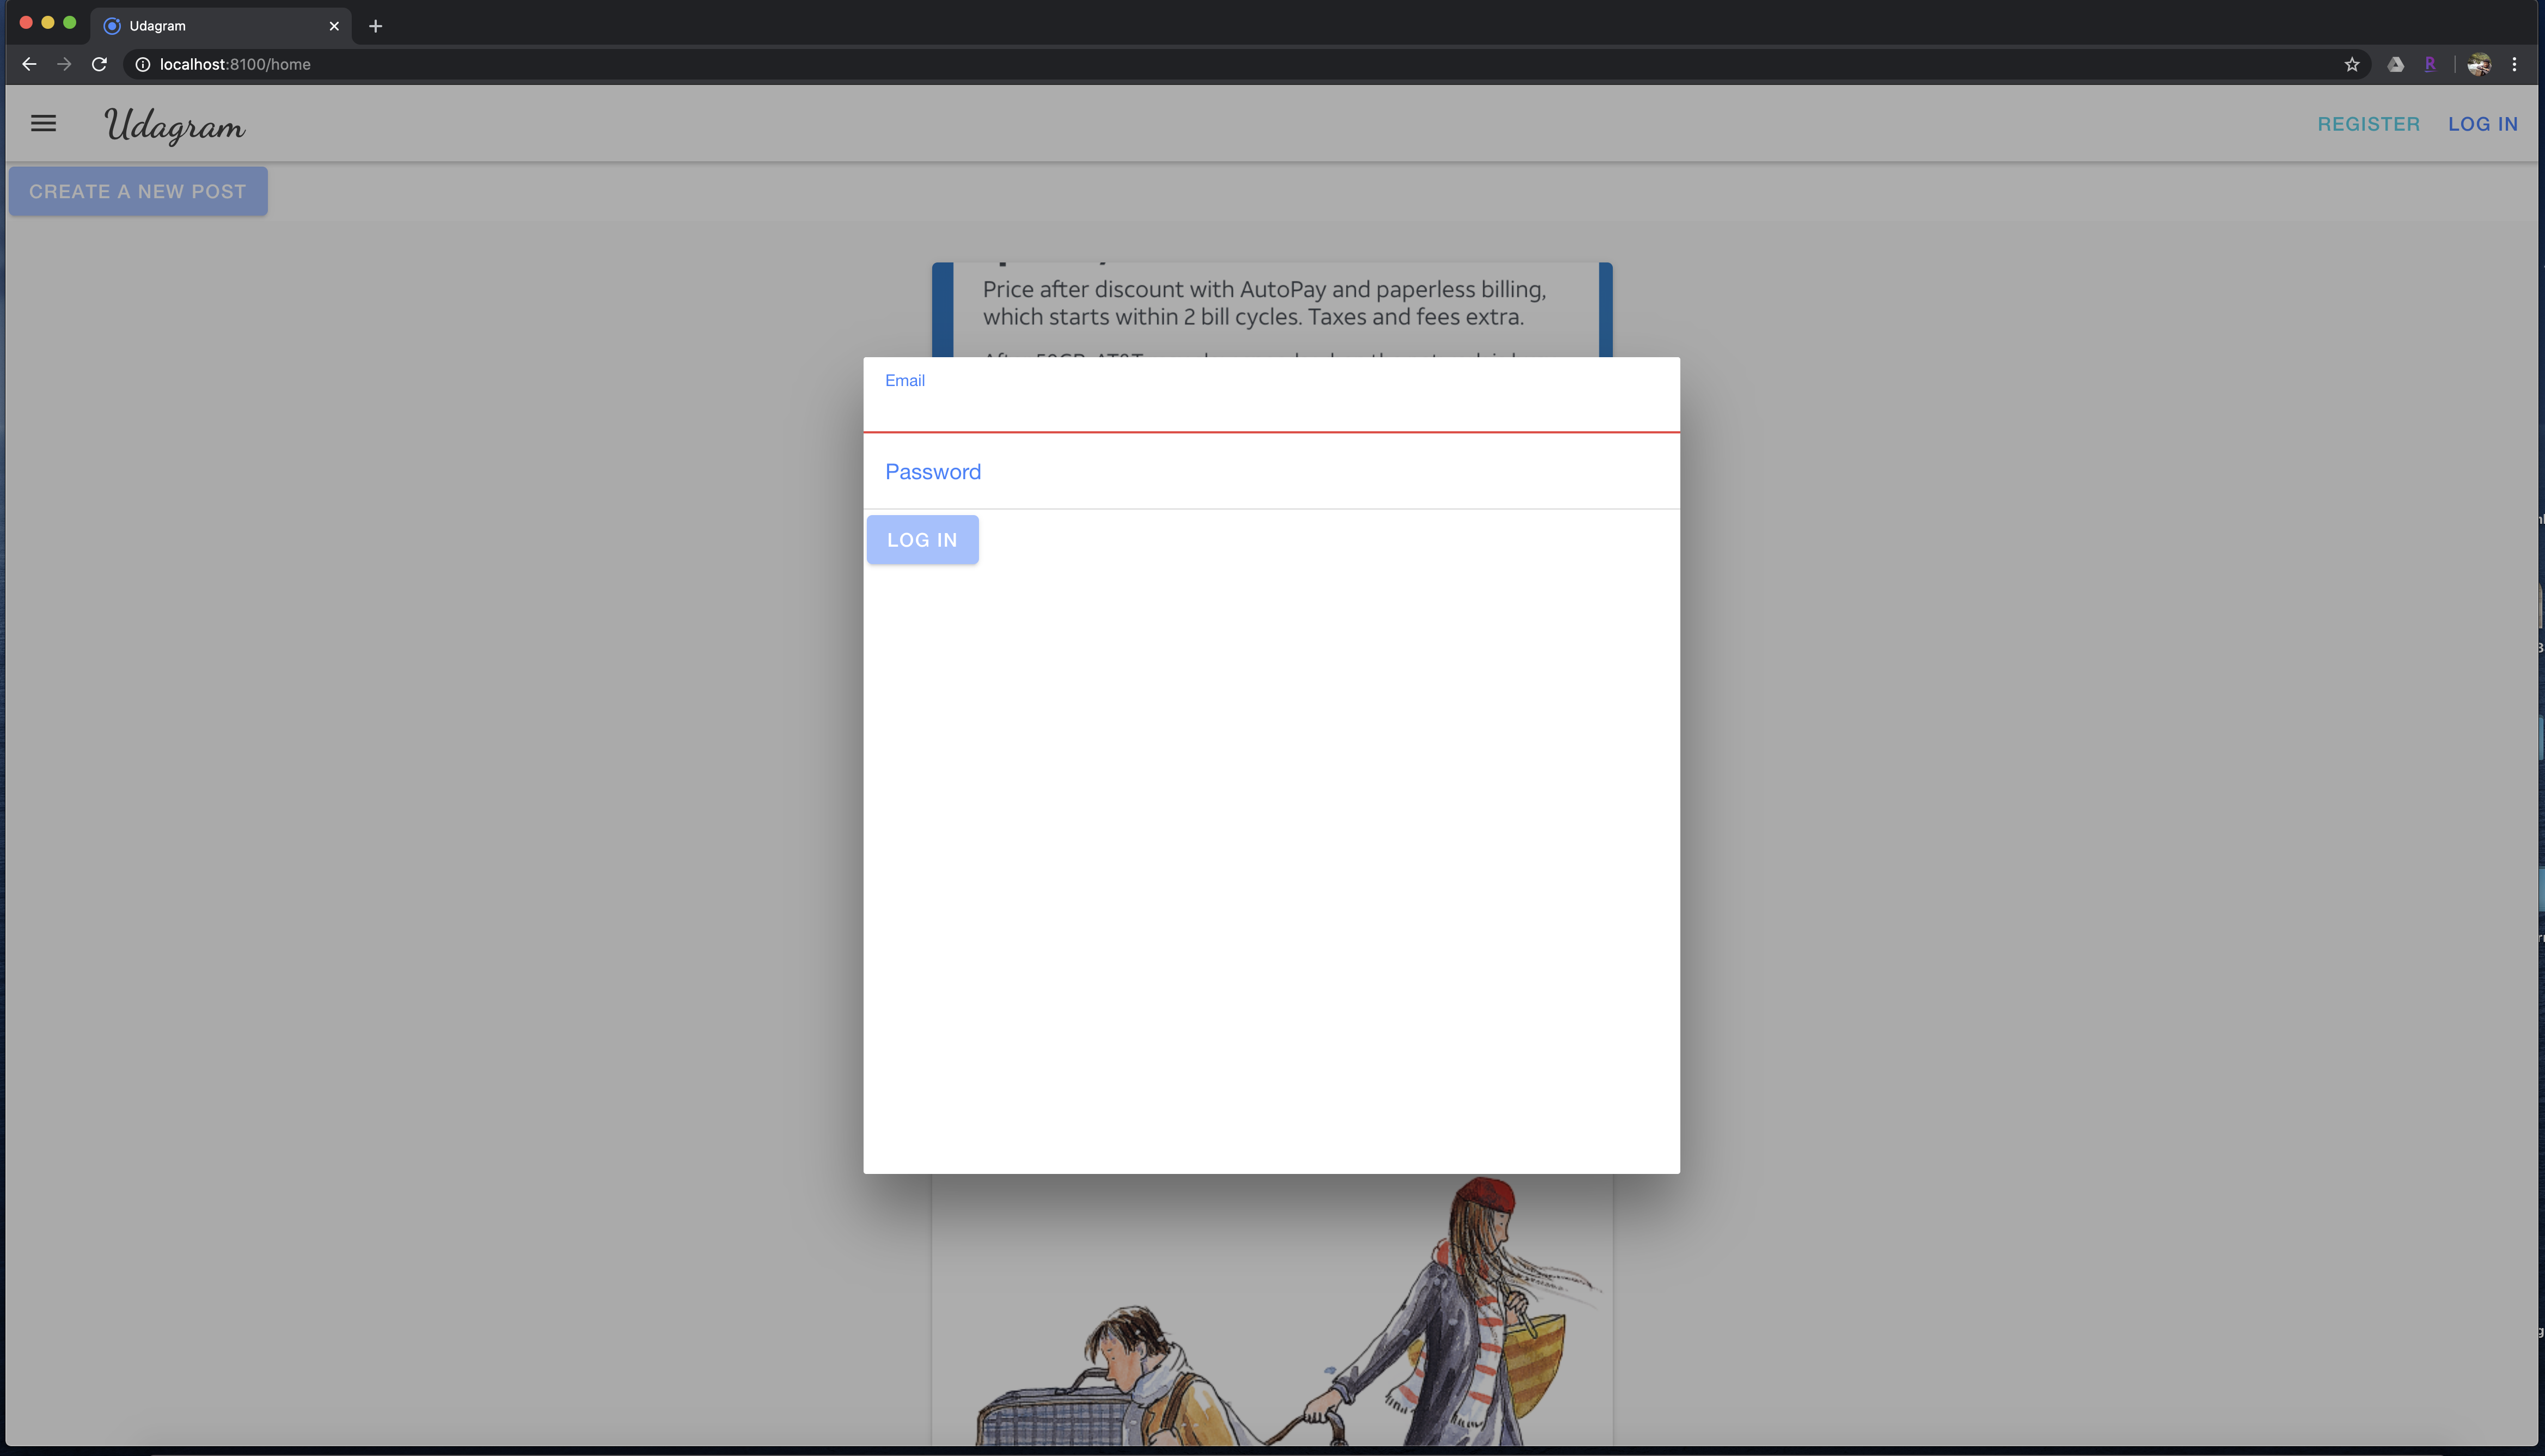 Udagram
localhost:8100/home
R
Udagram
REGISTER LOG IN
CREATE A NEW POST
Price after discount with AutoPay and paperless billing,
which starts within 2 bill cycles. Taxes and fees extra.
Email
Password
LOG IN